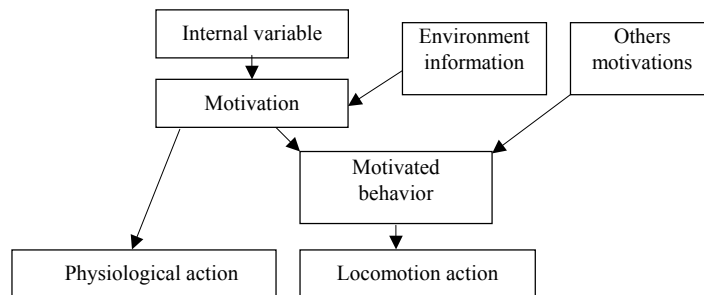 Internal variable
Environment
information
Others
motivations
Motivation
Motivated
behavior
Physiological action
Locomotion action